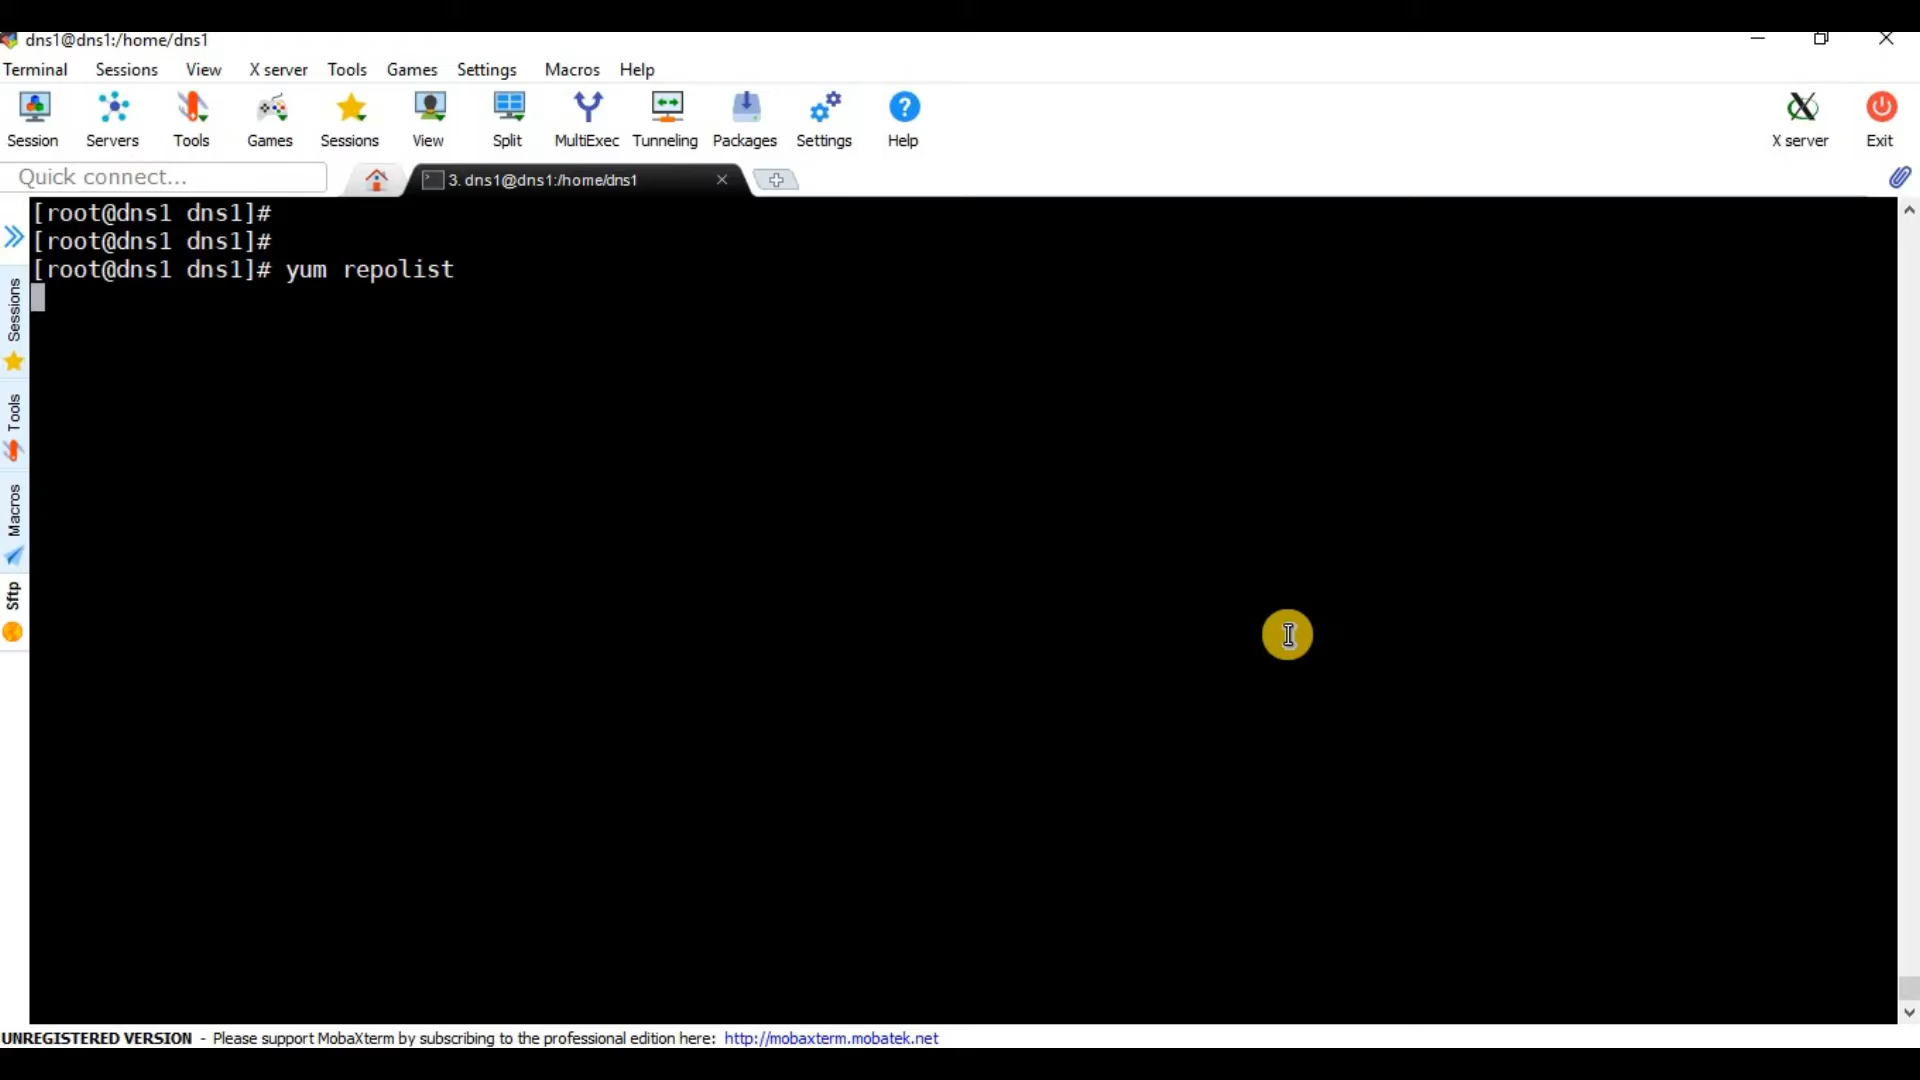 dns1@dns1:/home/dns1
Terminal Sessions View X server Tools Games Settings Macros Help
Session Servers Tools Games Sessions View Split MultiExec Tunneling Packages Settings Help X server Exit
Quick connect... 3. dns1@dns1:/home/dns1
[root@dns1 dns1]#
[root@dns1 dns1]#
[root@dns1 dns1]# yum repolist
Sessions
Tools
Macros
Sftp
UNREGISTERED VERSION - Please support MobaXterm by subscribing to the professional edition here: http://mobaxterm.mobatek.net